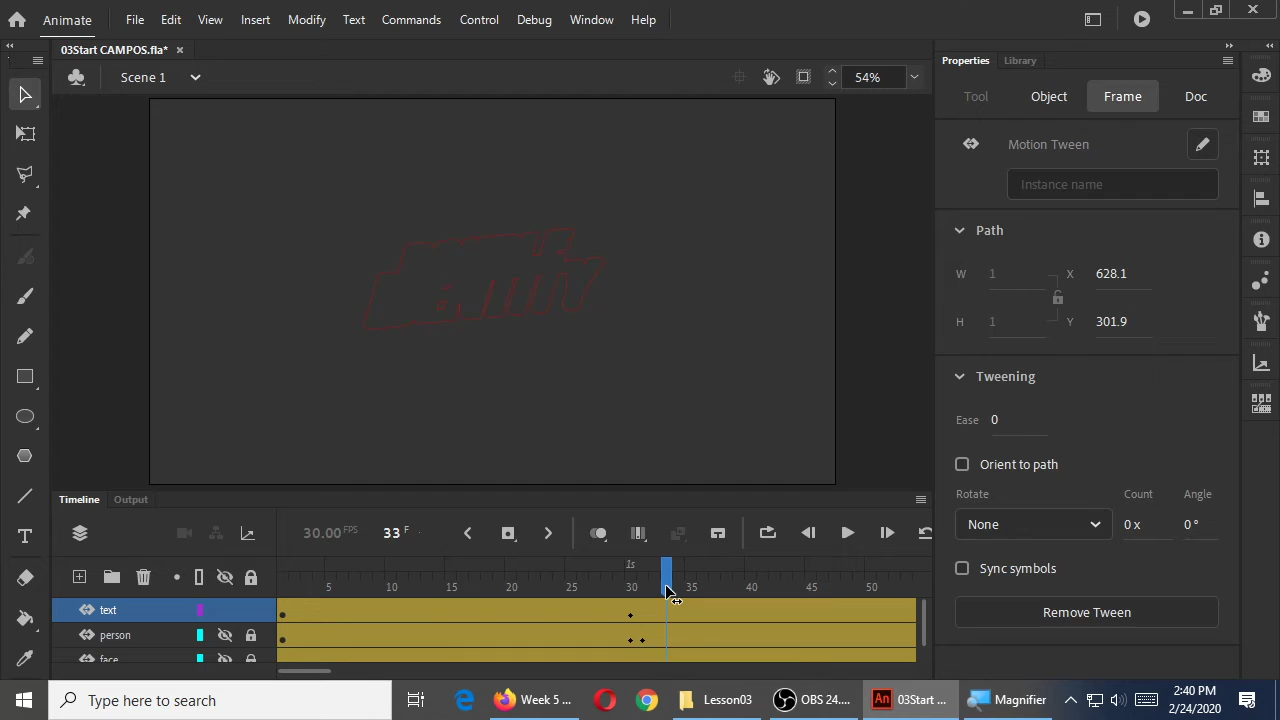 Animate File Edit View Insert Modify Text Commands Control Debug Window Help
03Start CAMPOS.fla*
Scene 1 54%
Properties Library
Tool Object Frame Doc
Motion Tween
Instance name
Path
W 1 X 628.1
H 1 Y 301.9
Tweening
Ease 0
Orient to path
Rotate Count Angle
None 0 x 0 °
Sync symbols
Remove Tween
Timeline Output
30.00 FPS 33 F
1s
5 10 15 20 25 30 35 40 45 50
text
person
face
Type here to search
Week 5 ...
Lesson03
OBS 24....
An 03Start ...
Magnifier
2:40 PM
2/24/2020